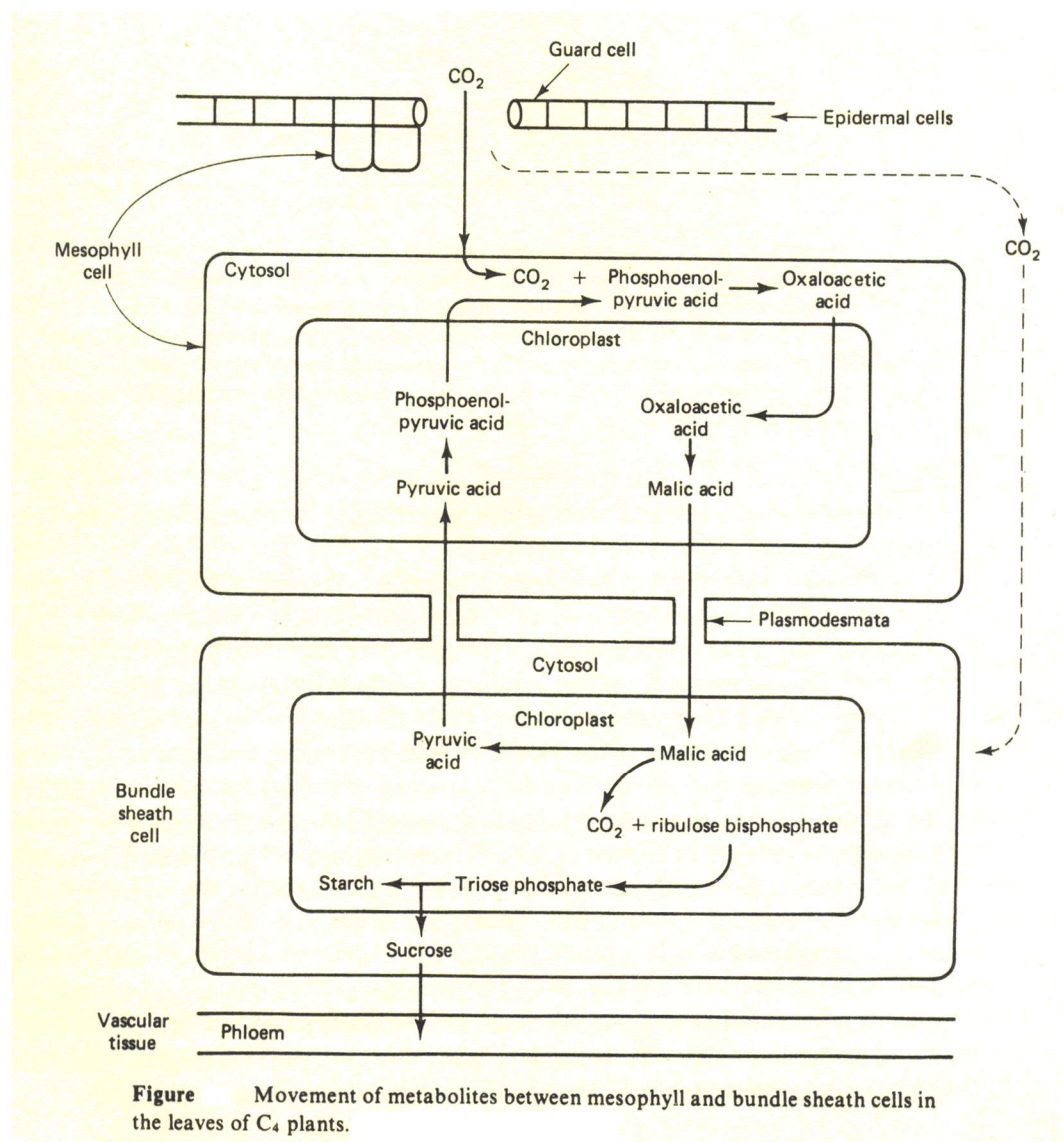 Guard cell
CO₂
Epidermal cells
Mesophyll
cell
CO₂
Cytosol
CO₂ + Phosphoenol-
pyruvic acid
Oxaloacetic
acid
Chloroplast
Phosphoenol-
pyruvic acid
Oxaloacetic
acid
Pyruvic acid
Malic acid
Plasmodesmata
Cytosol
Chloroplast
Pyruvic
acid
Malic acid
Bundle
sheath
cell
CO₂ + ribulose bisphosphate
Starch
Triose phosphate
Sucrose
Vascular
tissue
Phloem
Figure Movement of metabolites between mesophyll and bundle sheath cells in
the leaves of C₄ plants.